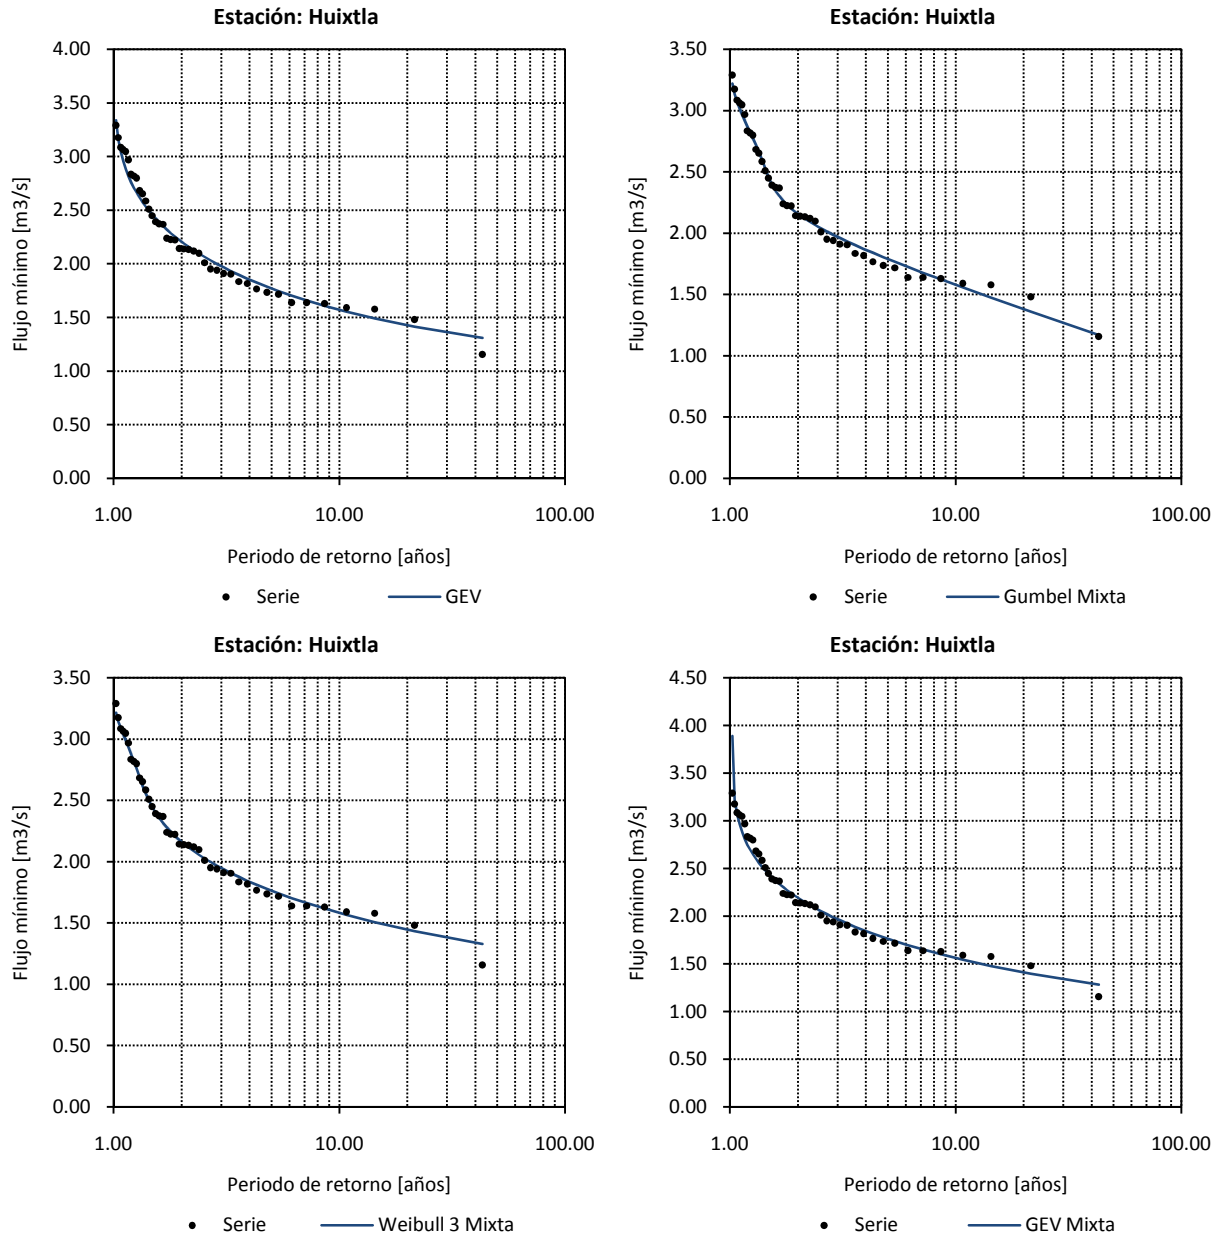 Estación: Huixtla
4.00
3.50
3.00
2.50
2.00
1.50
1.00
0.50
0.00
Flujo mínimo [m3/s]
1.00 10.00 100.00
Periodo de retorno [años]
Serie GEV
Estación: Huixtla
3.50
3.00
2.50
2.00
1.50
1.00
0.50
0.00
Flujo mínimo [m3/s]
1.00 10.00 100.00
Periodo de retorno [años]
Serie Gumbel Mixta
Estación: Huixtla
3.50
3.00
2.50
2.00
1.50
1.00
0.50
0.00
Flujo mínimo [m3/s]
1.00 10.00 100.00
Periodo de retorno [años]
Serie Weibull 3 Mixta
Estación: Huixtla
4.50
4.00
3.50
3.00
2.50
2.00
1.50
1.00
0.50
0.00
Flujo mínimo [m3/s]
1.00 10.00 100.00
Periodo de retorno [años]
Serie GEV Mixta